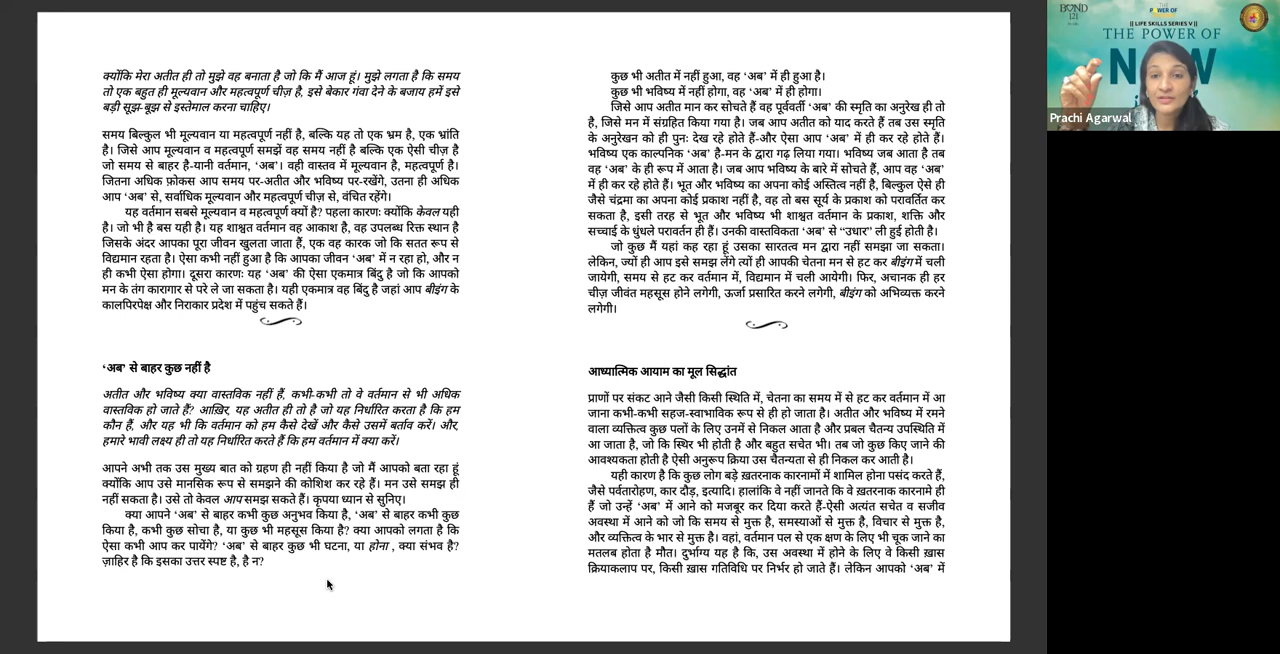 क्योंकि मेरा अतीत ही तो मुझे वह बनाता है जो कि मैं आज हूं। मुझे लगता है कि समय
तो एक बहुत ही मूल्यवान और महत्वपूर्ण चीज़ है, इसे बेकार गंवा देने के बजाय हमें इसे
बड़ी सूझ-बूझ से इस्तेमाल करना चाहिए।
समय बिल्कुल भी मूल्यवान या महत्वपूर्ण नहीं है, बल्कि यह तो एक भ्रम है, एक भ्रांति
है। जिसे आप मूल्यवान व महत्वपूर्ण समझें वह समय नहीं है बल्कि एक ऐसी चीज़ है
जो समय से बाहर है-यानी वर्तमान, ‘अब’। वही वास्तव में मूल्यवान है, महत्वपूर्ण है।
जितना अधिक फ़ोकस आप समय पर-अतीत और भविष्य पर-रखेंगे, उतना ही अधिक
आप ‘अब’ से, सर्वाधिक मूल्यवान और महत्वपूर्ण चीज़ से, वंचित रहेंगे।
यह वर्तमान सबसे मूल्यवान व महत्वपूर्ण क्यों है? पहला कारणः क्योंकि केवल यही
है। जो भी है बस यही है। यह शाश्वत वर्तमान वह आकाश है, वह उपलब्ध रिक्त स्थान है
जिसके अंदर आपका पूरा जीवन खुलता जाता हैं, एक वह कारक जो कि सतत रूप से
विद्यमान रहता है। ऐसा कभी नहीं हुआ है कि आपका जीवन ‘अब’ में न रहा हो, और न
ही कभी ऐसा होगा। दूसरा कारणः यह ‘अब’ की ऐसा एकमात्र बिंदु है जो कि आपको
मन के तंग कारागार से परे ले जा सकता है। यही एकमात्र वह बिंदु है जहां आप बीइंग के
कालपिरपेक्ष और निराकार प्रदेश में पहुंच सकते हैं।
‘अब’ से बाहर कुछ नहीं है
अतीत और भविष्य क्या वास्तविक नहीं हैं, कभी-कभी तो वे वर्तमान से भी अधिक
वास्तविक हो जाते हैं? आख़िर, यह अतीत ही तो है जो यह निर्धारित करता है कि हम
कौन हैं, और यह भी कि वर्तमान को हम कैसे देखें और कैसे उसमें बर्ताव करें। और,
हमारे भावी लक्ष्य ही तो यह निर्धारित करते हैं कि हम वर्तमान में क्या करें।
आपने अभी तक उस मुख्य बात को ग्रहण ही नहीं किया है जो मैं आपको बता रहा हूं
क्योंकि आप उसे मानसिक रूप से समझने की कोशिश कर रहे हैं। मन उसे समझ ही
नहीं सकता है। उसे तो केवल आप समझ सकते हैं। कृपया ध्यान से सुनिए।
क्या आपने ‘अब’ से बाहर कभी कुछ अनुभव किया है, ‘अब’ से बाहर कभी कुछ
किया है, कभी कुछ सोचा है, या कुछ भी महसूस किया है? क्या आपको लगता है कि
ऐसा कभी आप कर पायेंगे? ‘अब’ से बाहर कुछ भी घटना, या होना , क्या संभव है?
ज़ाहिर है कि इसका उत्तर स्पष्ट है, है न?
कुछ भी अतीत में नहीं हुआ, वह ‘अब’ में ही हुआ है।
कुछ भी भविष्य में नहीं होगा, वह ‘अब’ में ही होगा।
जिसे आप अतीत मान कर सोचते हैं वह पूर्ववर्ती ‘अब’ की स्मृति का अनुरेख ही तो
है, जिसे मन में संग्रहित किया गया है। जब आप अतीत को याद करते हैं तब उस स्मृति
के अनुरेखन को ही पुनः देख रहे होते हैं-और ऐसा आप ‘अब’ में ही कर रहे होते हैं।
भविष्य एक काल्पनिक ‘अब’ है-मन के द्वारा गढ़ लिया गया। भविष्य जब आता है तब
वह ‘अब’ के ही रूप में आता है। जब आप भविष्य के बारे में सोचते हैं, आप वह ‘अब’
में ही कर रहे होते हैं। भूत और भविष्य का अपना कोई अस्तित्व नहीं है, बिल्कुल ऐसे ही
जैसे चंद्रमा का अपना कोई प्रकाश नहीं है, वह तो बस सूर्य के प्रकाश को परावर्तित कर
सकता है, इसी तरह से भूत और भविष्य भी शाश्वत वर्तमान के प्रकाश, शक्ति और
सच्चाई के धुंधले परावर्तन ही हैं। उनकी वास्तविकता ‘अब’ से “उधार” ली हुई होती है।
जो कुछ मैं यहां कह रहा हूं उसका सारतत्व मन द्वारा नहीं समझा जा सकता।
लेकिन, ज्यों ही आप इसे समझ लेंगे त्यों ही आपकी चेतना मन से हट कर बीइंग में चली
जायेगी, समय से हट कर वर्तमान में, विद्यमान में चली आयेगी। फिर, अचानक ही हर
चीज़ जीवंत महसूस होने लगेगी, ऊर्जा प्रसारित करने लगेगी, बीइंग को अभिव्यक्त करने
लगेगी।
आध्यात्मिक आयाम का मूल सिद्धांत
प्राणों पर संकट आने जैसी किसी स्थिति में, चेतना का समय में से हट कर वर्तमान में आ
जाना कभी-कभी सहज-स्वाभाविक रूप से ही हो जाता है। अतीत और भविष्य में रमने
वाला व्यक्तित्व कुछ पलों के लिए उनमें से निकल आता है और प्रबल चैतन्य उपस्थिति में
आ जाता है, जो कि स्थिर भी होती है और बहुत सचेत भी। तब जो कुछ किए जाने की
आवश्यकता होती है ऐसी अनुरूप क्रिया उस चैतन्यता से ही निकल कर आती है।
यही कारण है कि कुछ लोग बड़े ख़तरनाक कारनामों में शामिल होना पसंद करते हैं,
जैसे पर्वतारोहण, कार दौड़, इत्यादि। हालांकि वे नहीं जानते कि वे ख़तरनाक कारनामे ही
हैं जो उन्हें ‘अब’ में आने को मजबूर कर दिया करते हैं-ऐसी अत्यंत सचेत व सजीव
अवस्था में आने को जो कि समय से मुक्त है, समस्याओं से मुक्त है, विचार से मुक्त है,
और व्यक्तित्व के भार से मुक्त है। वहां, वर्तमान पल से एक क्षण के लिए भी चूक जाने का
मतलब होता है मौत। दुर्भाग्य यह है कि, उस अवस्था में होने के लिए वे किसी ख़ास
क्रियाकलाप पर, किसी ख़ास गतिविधि पर निर्भर हो जाते हैं। लेकिन आपको ‘अब’ में
BOND
|21
THE
POWER OF
|| LIFE SKILLS SERIES V ||
THE POWER OF
NOW
Prachi Agarwal